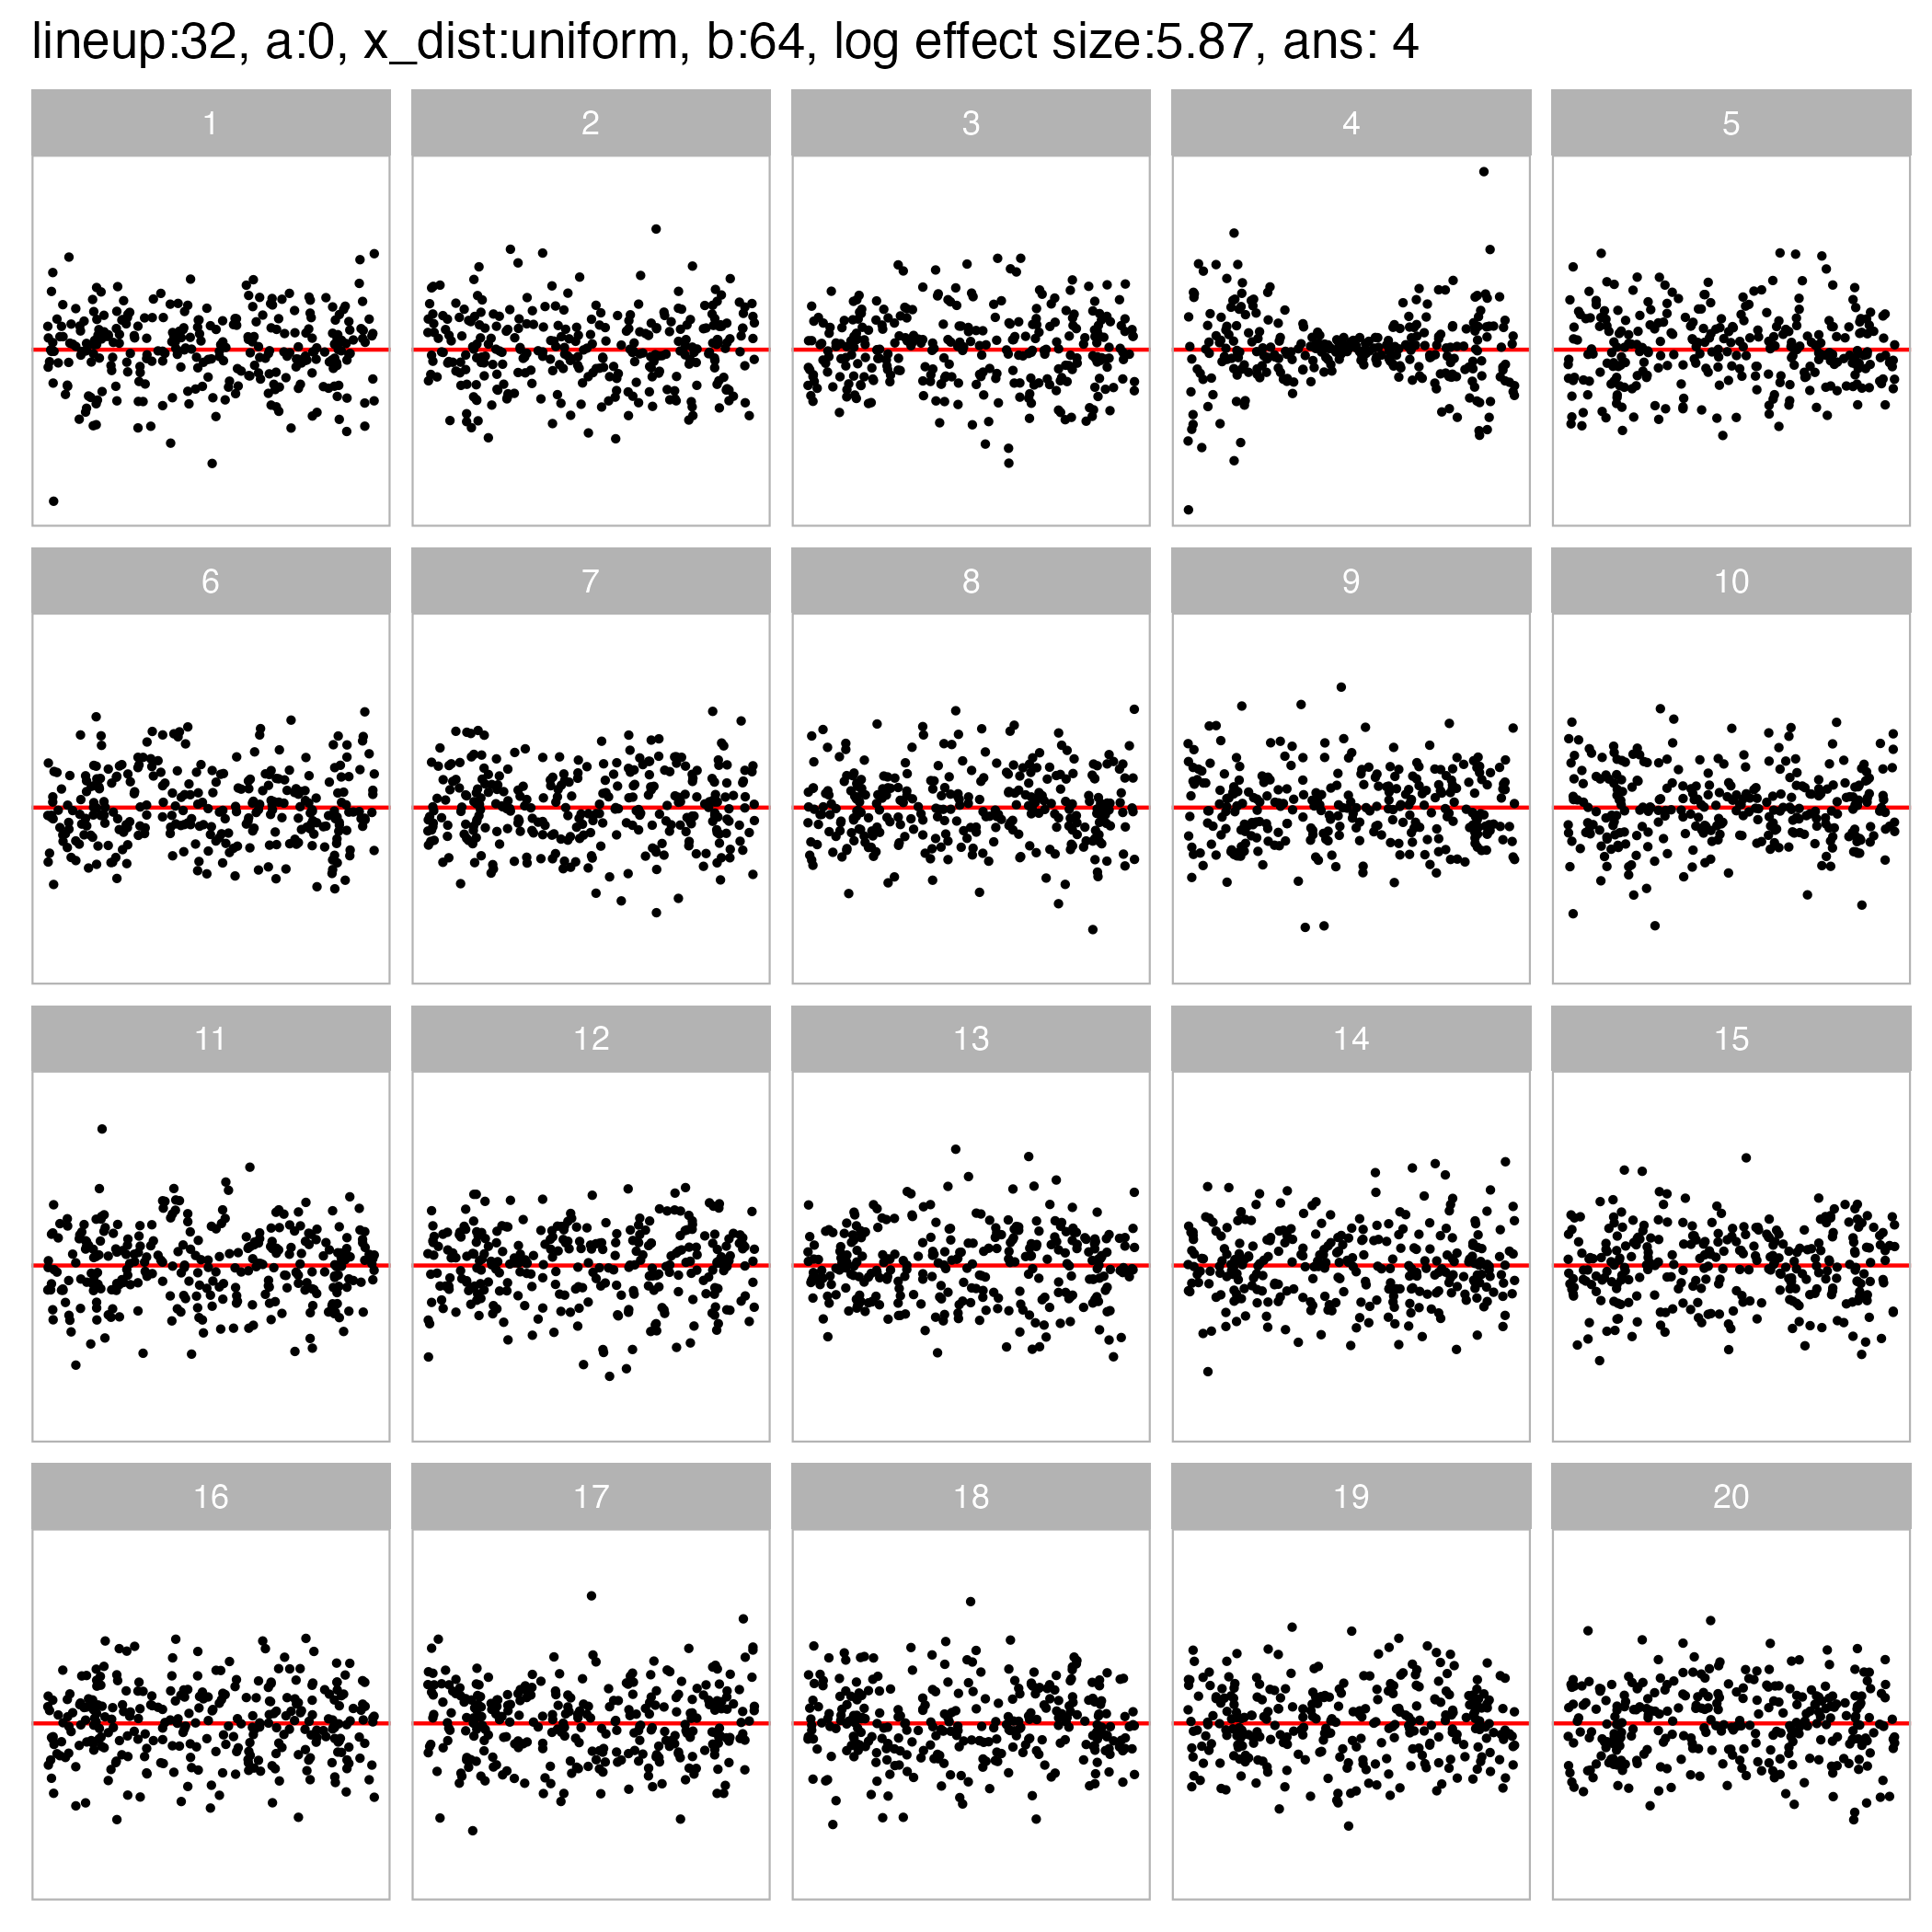 lineup:32, a:0, x_dist:uniform, b:64, log effect size:5.87, ans: 4
1 2 3 4 5
6 7 8 9 10
11 12 13 14 15
16 17 18 19 20